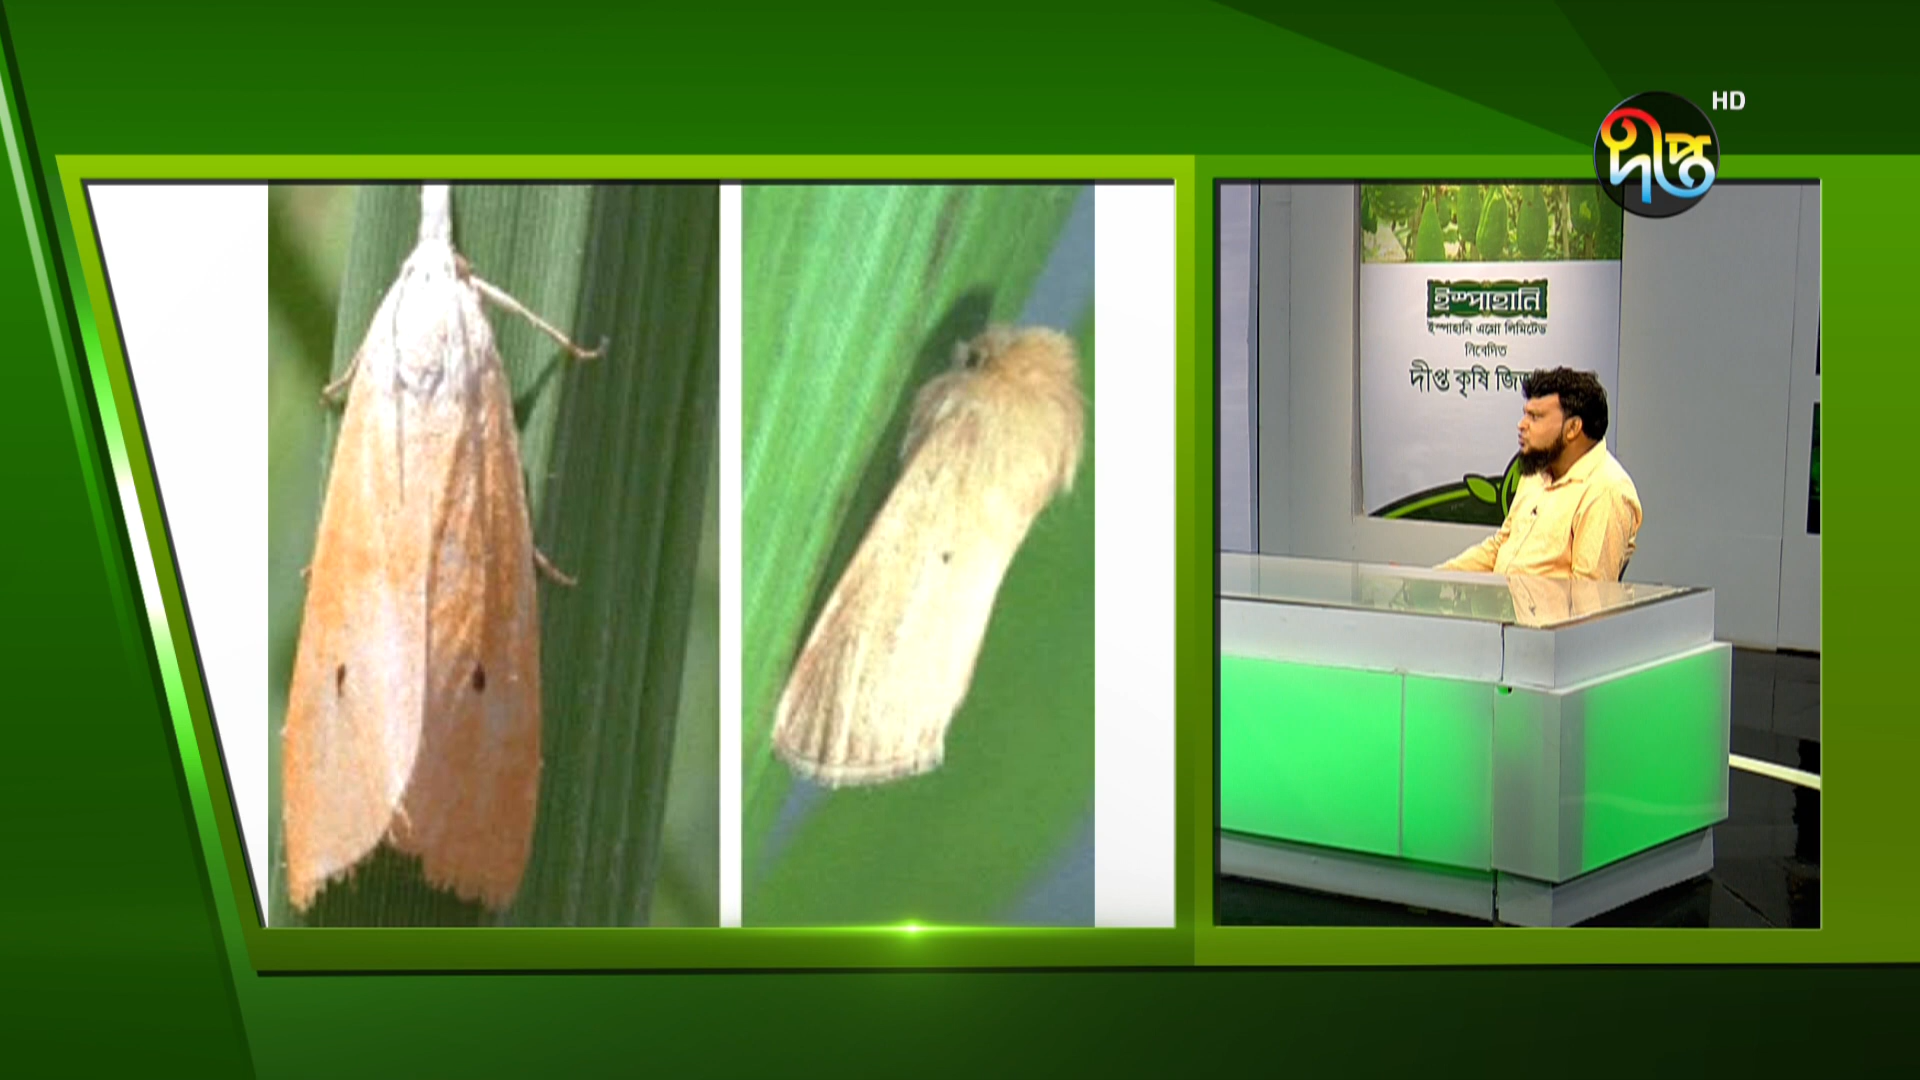 HD
দীপ্ত
ইস্পাহানি
ইস্পাহানি এগ্রো লিমিটেড
নিবেদিত
দীপ্ত কৃষি